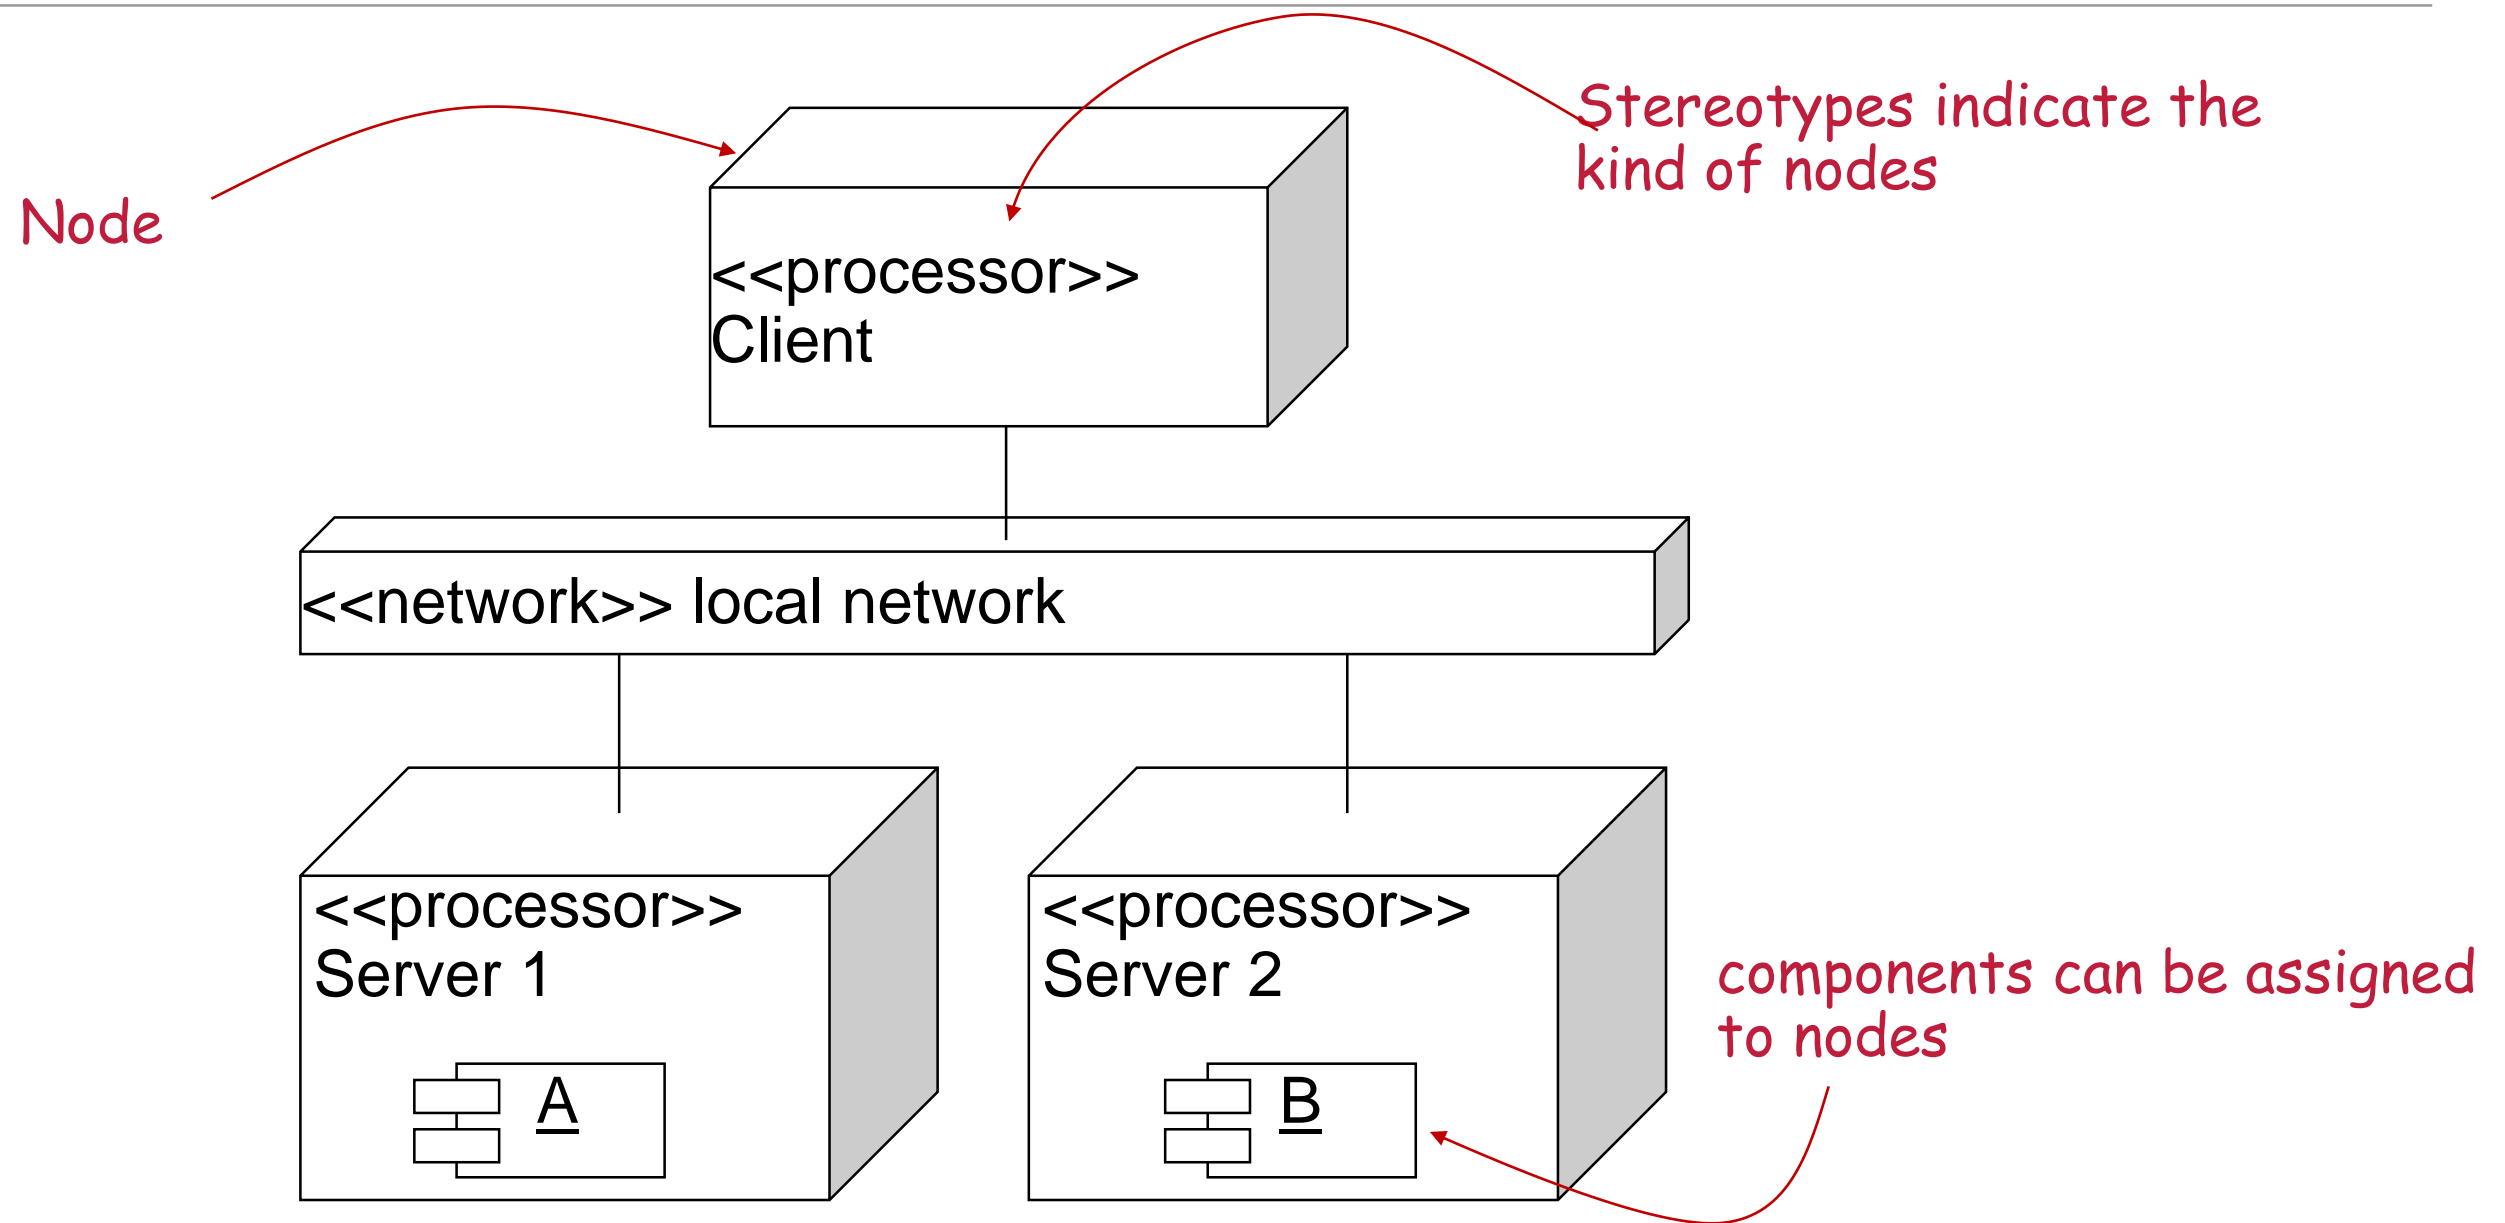 Stereotypes indicate the
kind of nodes
Node
<<processor>>
Client
<<network>> local network
<<processor>>
Server 1
<<processor>>
Server 2
components can be assigned
to nodes
A
B